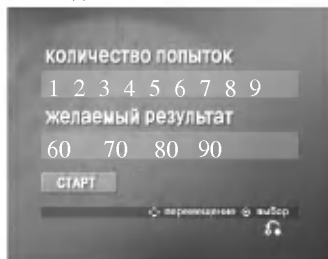 количество попыток
1 2 3 4 5 6 7 8 9
желаемый результат
60 70 80 90
СТАРТ
перемещение выбор